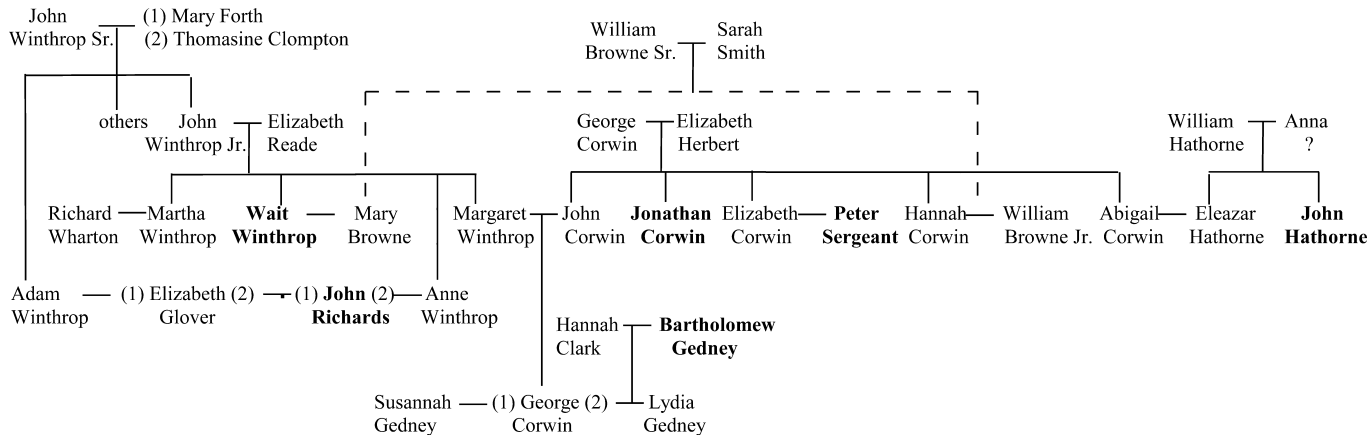 John (1) Mary Forth
Winthrop Sr. (2) Thomasine Clompton
William Sarah
Browne Sr. Smith
others John Elizabeth
Winthrop Jr. Reade
George Elizabeth
Corwin Herbert
William Anna
Hathorne ?
Richard Martha Wait Mary Margaret John Jonathan Elizabeth Peter Hannah William Abigail Eleazar John
Wharton Winthrop Winthrop Browne Winthrop Corwin Corwin Corwin Sergeant Corwin Browne Jr. Corwin Hathorne Hathorne
Adam (1) Elizabeth (2) (1) John (2) Anne
Winthrop Glover Richards Winthrop
Hannah Bartholomew
Clark Gedney
Susannah (1) George (2) Lydia
Gedney Corwin Gedney